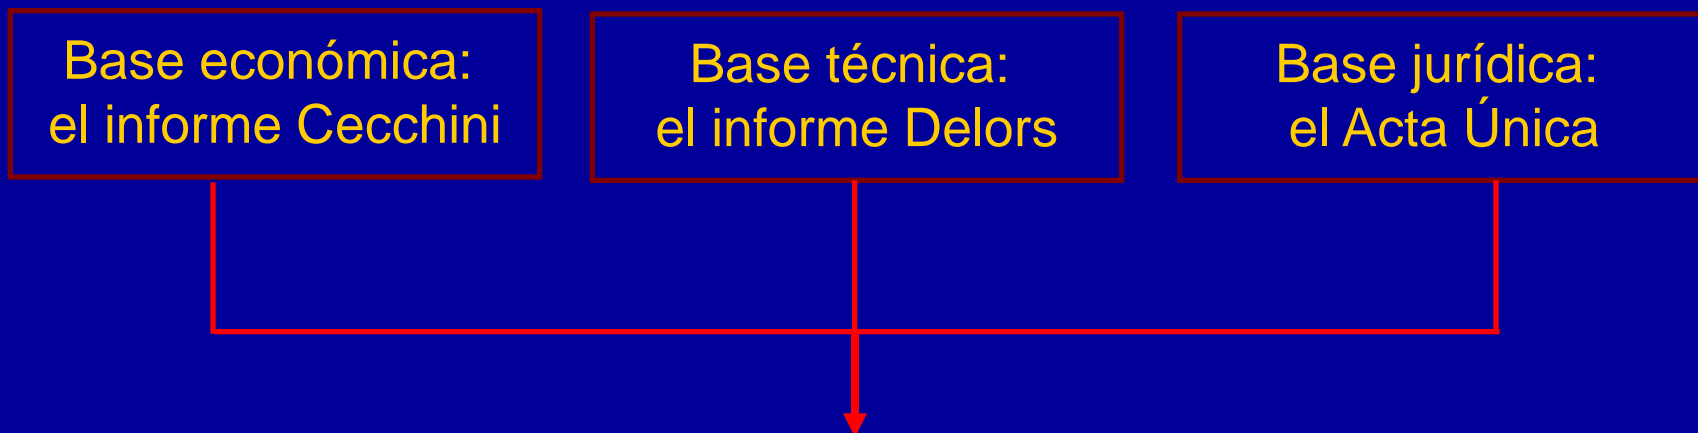 Base económica:
el informe Cecchini
Base técnica:
el informe Delors
Base jurídica:
el Acta Única